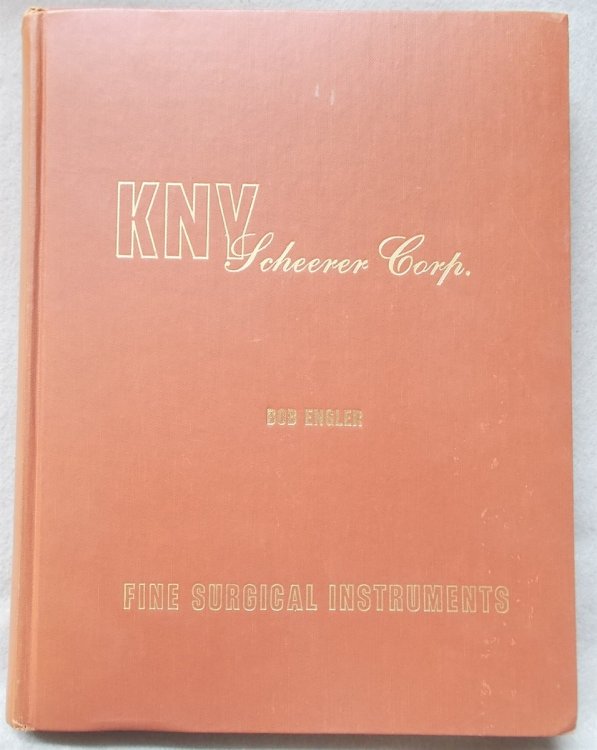 KNY Scheerer Corp.
BOB ENGLER
FINE SURGICAL INSTRUMENTS